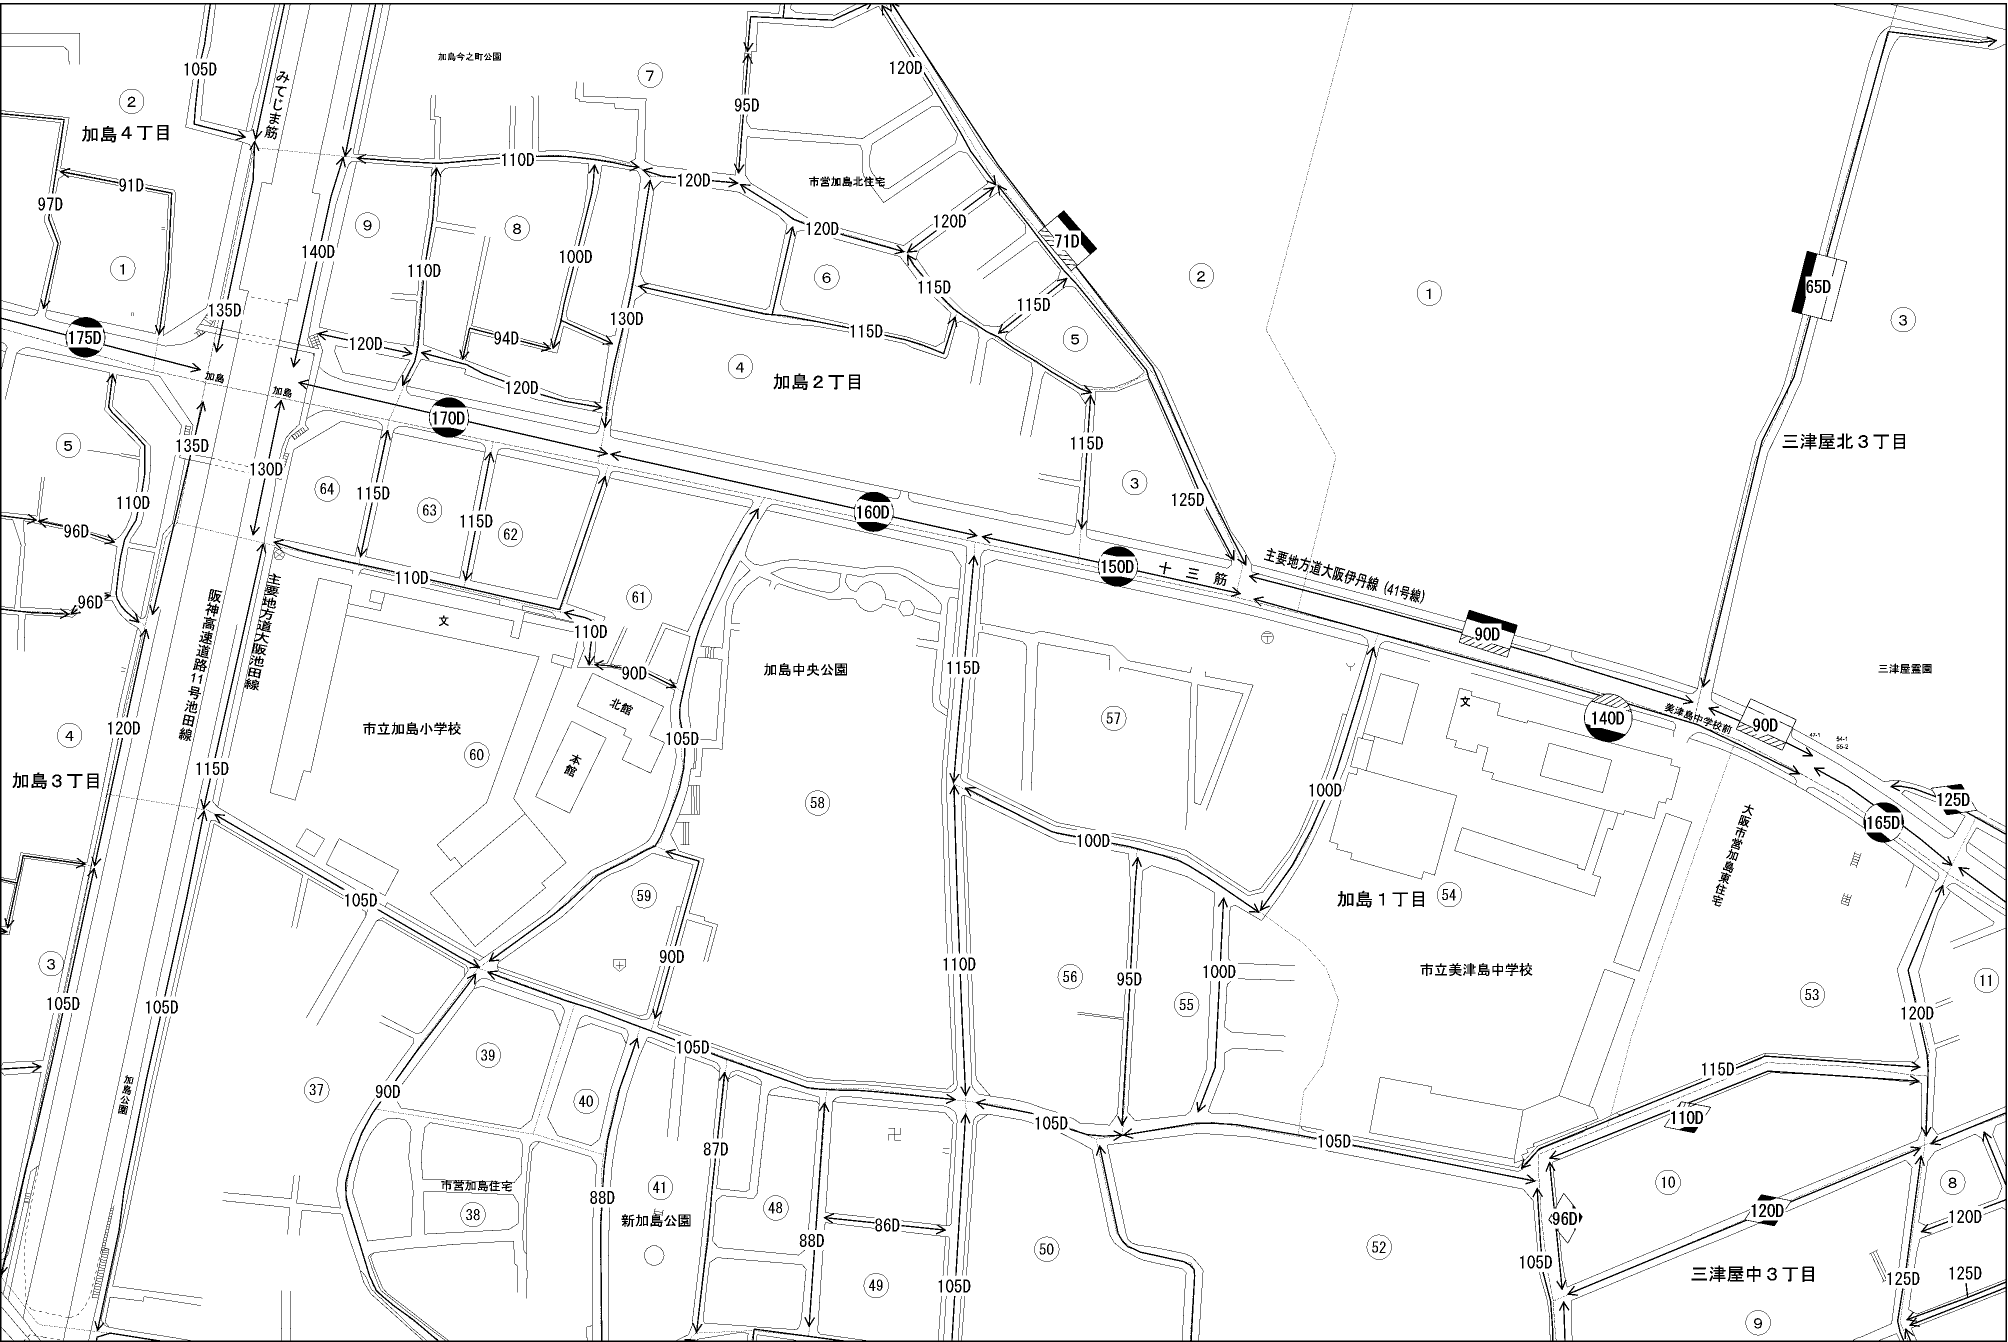 105D
みてじま筋
加島今之町公園
⑦
120D
②
加島４丁目
95D
91D
97D
110D
120D
市営加島北住宅
⑨
⑧
120D
120D
71D
140D
100D
110D
①
⑥
115D
115D
②
①
65D
③
135D
130D
175D
120D
94D
115D
⑤
加島
加島
120D
④
加島２丁目
170D
135D
⑤
130D
115D
三津屋北３丁目
64
115D
63
115D
62
③
125D
110D
96D
160D
110D
150D
十三筋
主要地方道大阪伊丹線 (41号線)
96D
61
文
110D
90D
阪神高速道路11号池田線
主要地方道大阪池田線
115D
90D
加島中央公園
三津屋霊園
北館
文
57
140D
美津島中学校前
90D
47-1
54-1
55-2
市立加島小学校
④
120D
60
105D
本館
加島３丁目
115D
58
100D
125D
165D
100D
大阪市営加島東住宅
105D
59
加島１丁目
54
③
90D
110D
56
95D
100D
市立美津島中学校
53
11
105D
105D
55
120D
39
105D
37
90D
115D
加島公園
40
110D
105D
105D
卍
87D
市営加島住宅
88D
41
新加島公園
48
86D
10
⑧
38
88D
96D
120D
120D
50
52
105D
49
105D
三津屋中３丁目
125D
125D
⑨